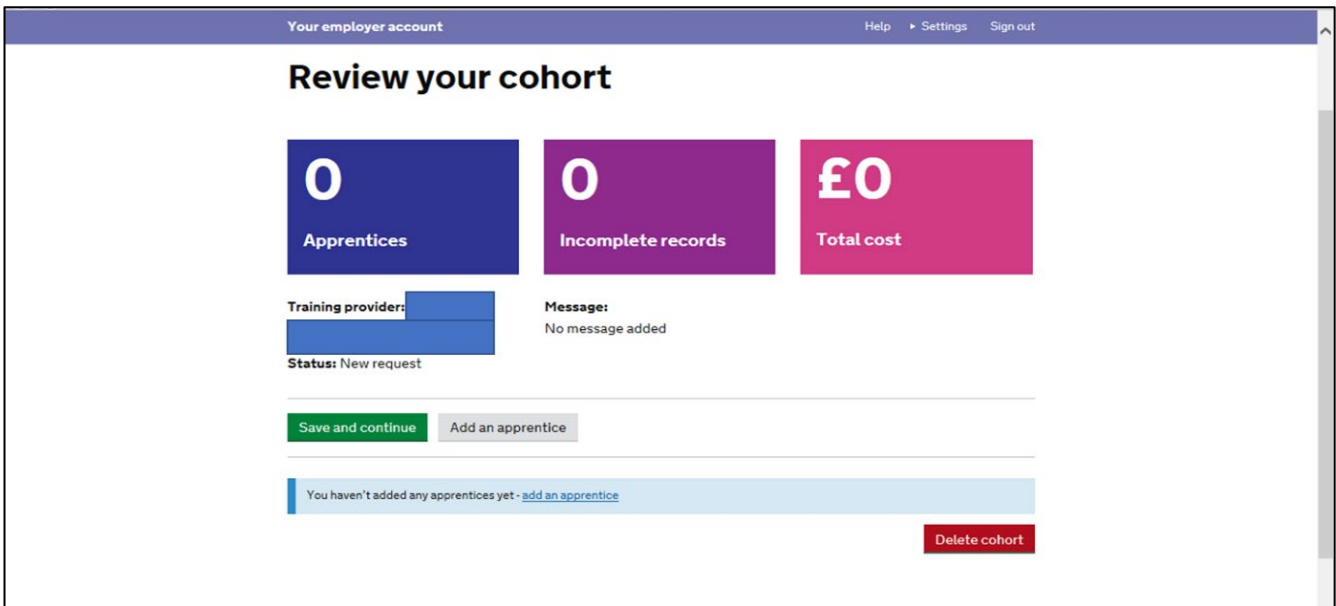 Your employer account Help ▸ Settings Sign out
Review your cohort
0 0 £0
Apprentices Incomplete records Total cost
Training provider: Message:
No message added
Status: New request
Save and continue Add an apprentice
You haven't added any apprentices yet - add an apprentice
Delete cohort